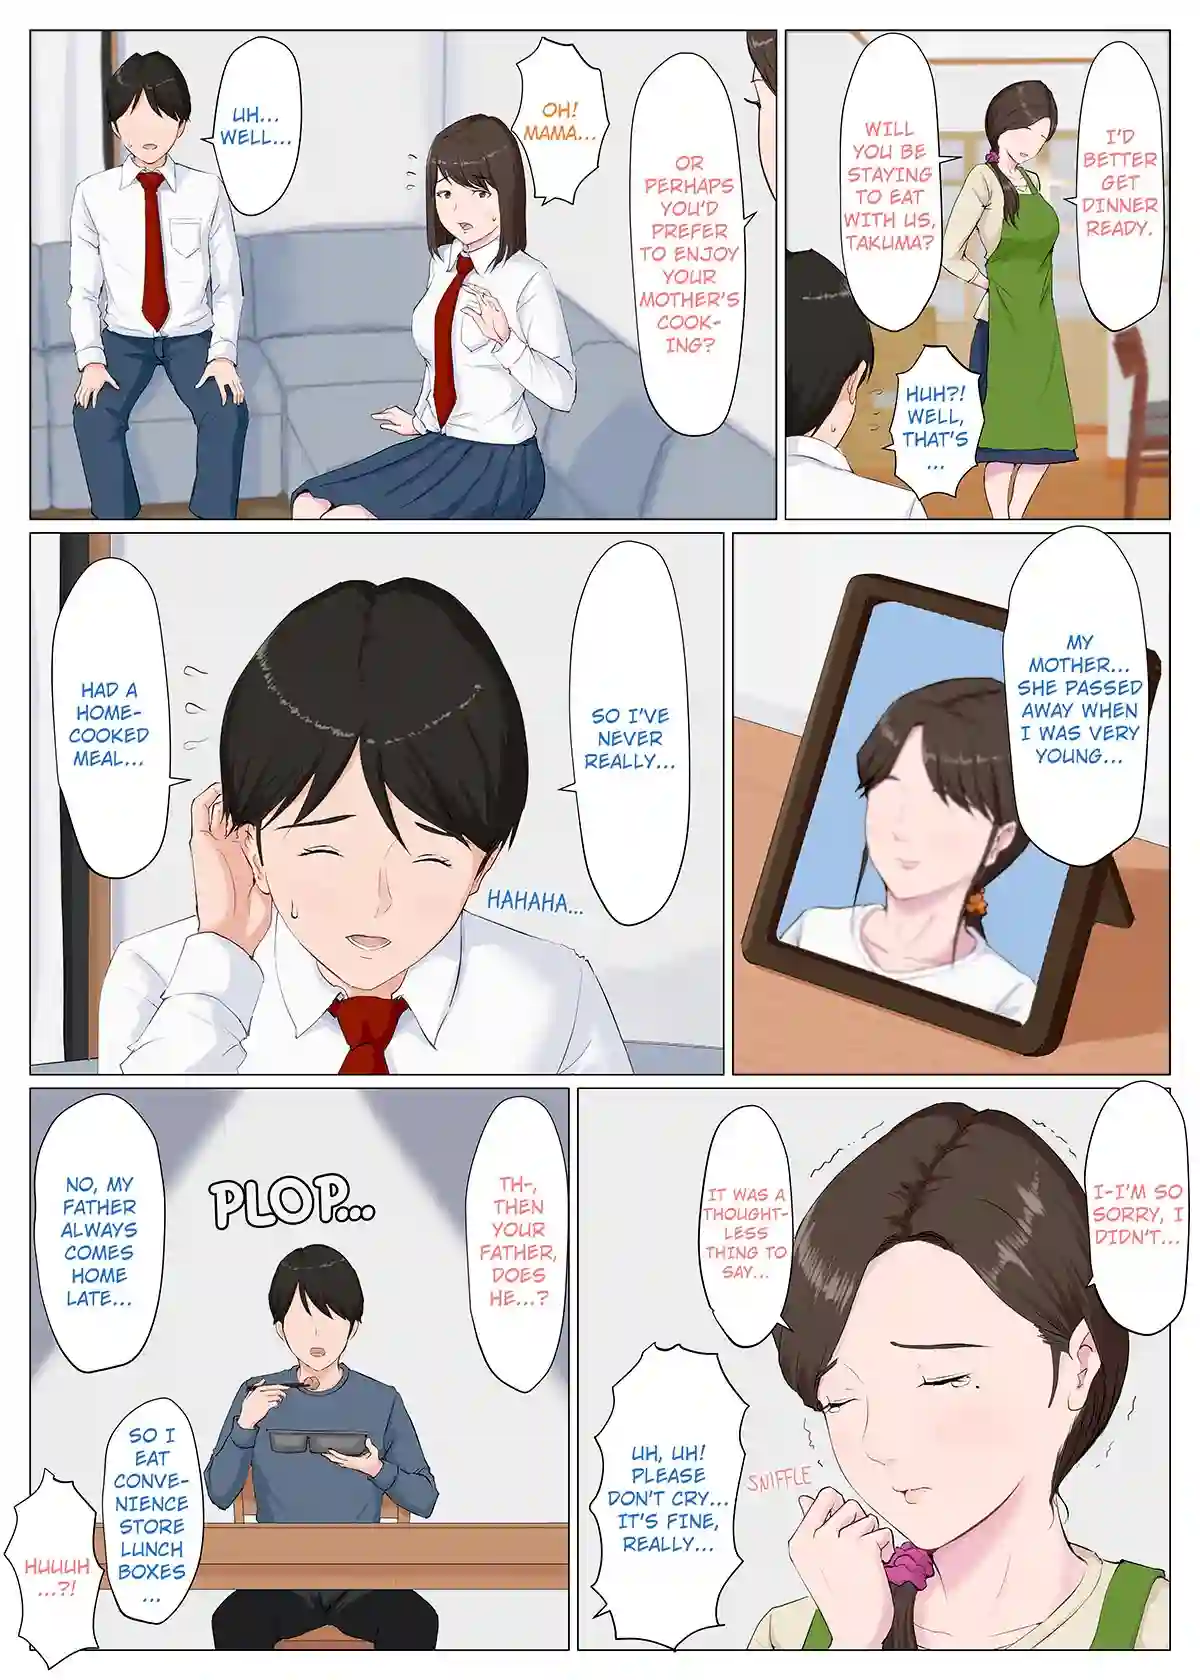 I'D
BETTER
GET
DINNER
READY.
WILL
YOU BE
STAYING
TO EAT
WITH US,
TAKUMA?
HUH?!
WELL,
THAT'S
...
OR
PERHAPS
YOU'D
PREFER
TO ENJOY
YOUR
MOTHER'S
COOK-
ING?
OH!
MAMA...
UH...
WELL...
MY
MOTHER...
SHE PASSED
AWAY WHEN
I WAS VERY
YOUNG...
SO I'VE
NEVER
REALLY...
HAD A
HOME-
COOKED
MEAL...
HAHAHA...
I-I'M SO
SORRY, I
DIDN'T...
IT WAS A
THOUGHT-
LESS
THING TO
SAY...
SNIFFLE
UH, UH!
PLEASE
DON'T CRY...
IT'S FINE,
REALLY...
TH-,
THEN
YOUR
FATHER,
DOES
HE...?
PLOP...
NO, MY
FATHER
ALWAYS
COMES
HOME
LATE...
SO I
EAT
CONVE-
NIENCE
STORE
LUNCH
BOXES
...
HUUUH
...?!